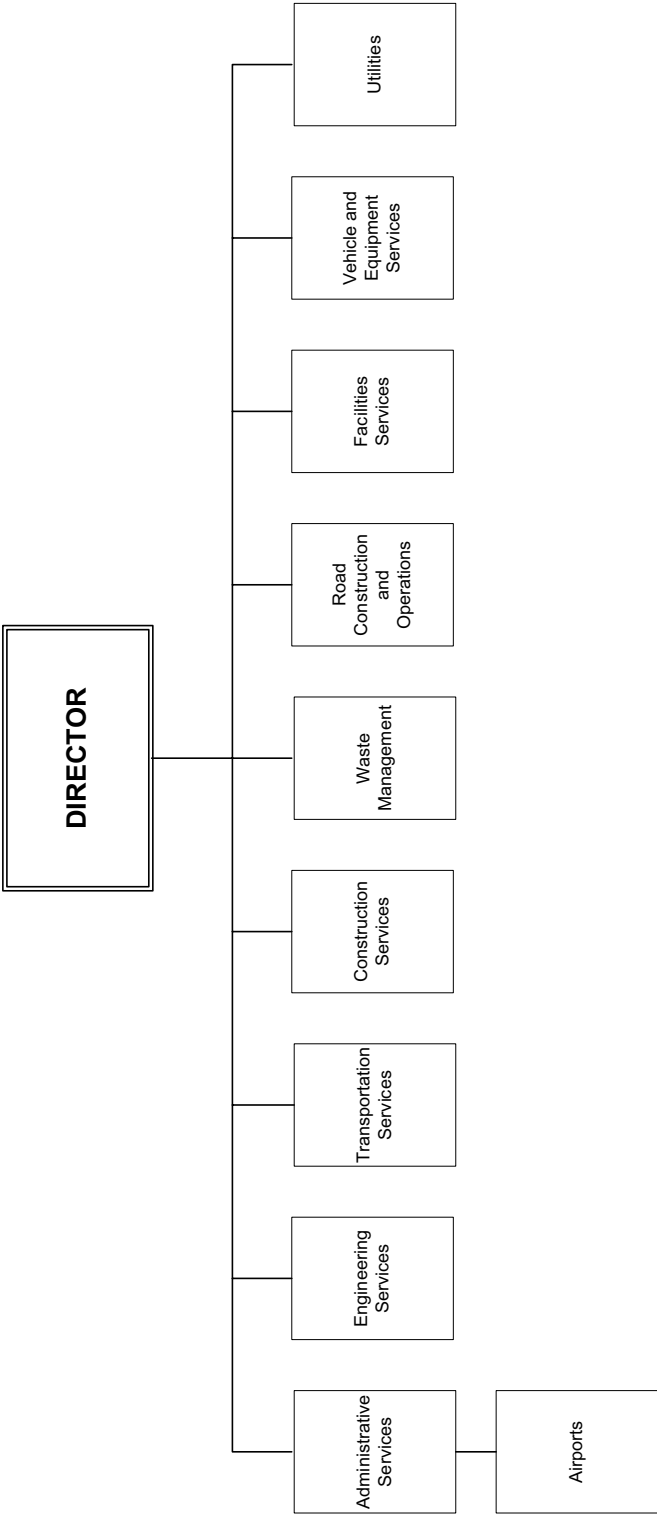 DIRECTOR
Administrative
Services
Engineering
Services
Transportation
Services
Construction
Services
Waste
Management
Road
Construction
and
Operations
Facilities
Services
Vehicle and
Equipment
Services
Utilities
Airports